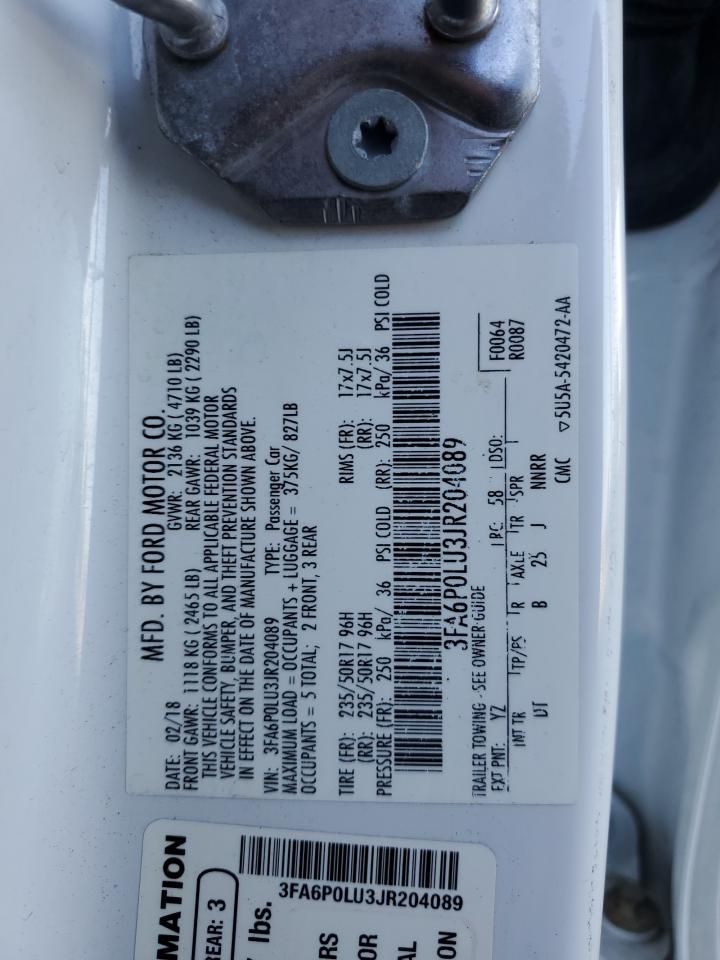 MFD. BY FORD MOTOR CO.
DATE: 02/18 GVWR: 2136 KG ( 4710 LB)
FRONT GAWR: 1118 KG ( 2465 LB) REAR GAWR: 1039 KG ( 2290 LB)
THIS VEHICLE CONFORMS TO ALL APPLICABLE FEDERAL MOTOR
VEHICLE SAFETY, BUMPER, AND THEFT PREVENTION STANDARDS
IN EFFECT ON THE DATE OF MANUFACTURE SHOWN ABOVE.
VIN: 3FA6P0LU3JR204089 TYPE: Passenger Car
MAXIMUM LOAD = OCCUPANTS + LUGGAGE = 375KG/ 827LB
OCCUPANTS = 5 TOTAL; 2 FRONT, 3 REAR
TIRE (FR): 235/50R17 96H RIMS (FR): 17x7.5J
(RR): 235/50R17 96H (RR): 17x7.5J
PRESSURE (FR): 250 kPa/ 36 PSI COLD (RR): 250 kPa/ 36 PSI COLD
3FA6P0LU3JR204089
TRAILER TOWING - SEE OWNER GUIDE
EXT PNT: YZ RC: 58 DSO: F0064
R0087
INT TR TP/PS R AXLE TR SPR
B 25 J NNRR
CMC ▽5U5A-5420472-AA
3FA6P0LU3JR204089
MATION
REAR: 3
lbs.